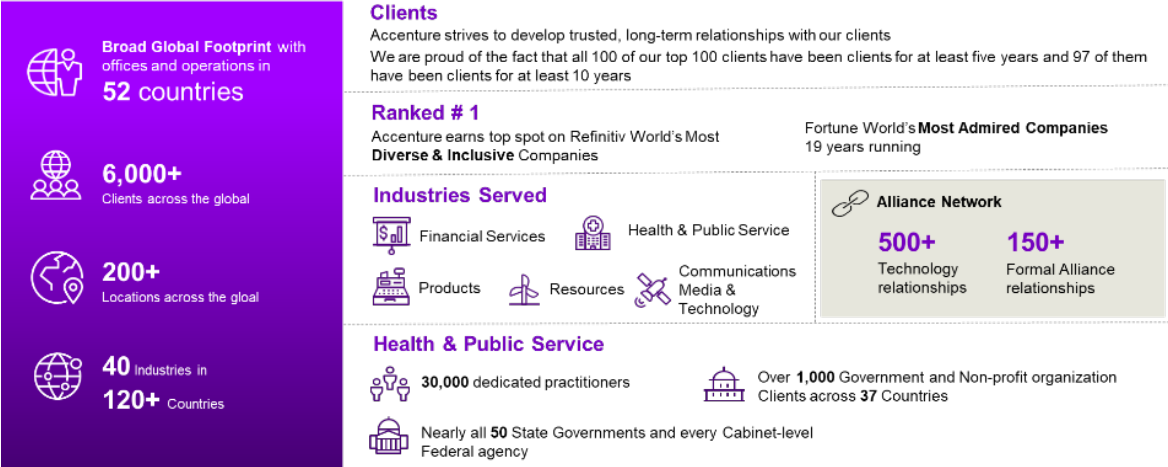 Broad Global Footprint with
offices and operations in
52 countries
6,000+
Clients across the global
200+
Locations across the gloal
40 Industries in
120+ Countries
Clients
Accenture strives to develop trusted, long-term relationships with our clients
We are proud of the fact that all 100 of our top 100 clients have been clients for at least five years and 97 of them
have been clients for at least 10 years
Ranked # 1
Accenture earns top spot on Refinitiv World's Most
Diverse & Inclusive Companies
Fortune World's Most Admired Companies
19 years running
Industries Served
Financial Services
Health & Public Service
Products
Resources
Communications
Media &
Technology
Alliance Network
500+
Technology
relationships
150+
Formal Alliance
relationships
Health & Public Service
30,000 dedicated practitioners
Over 1,000 Government and Non-profit organization
Clients across 37 Countries
Nearly all 50 State Governments and every Cabinet-level
Federal agency